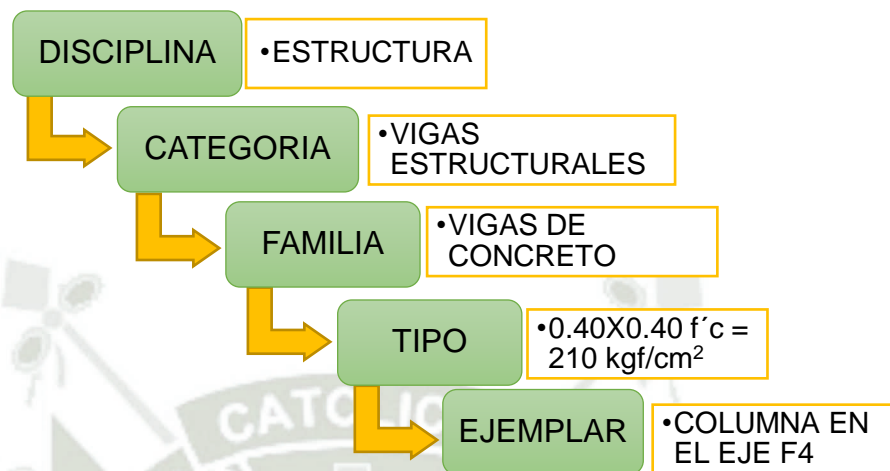 DISCIPLINA
•ESTRUCTURA
CATEGORIA
•VIGAS
ESTRUCTURALES
FAMILIA
•VIGAS DE
CONCRETO
TIPO
•0.40X0.40 f´c =
210 kgf/cm²
EJEMPLAR
•COLUMNA EN
EL EJE F4